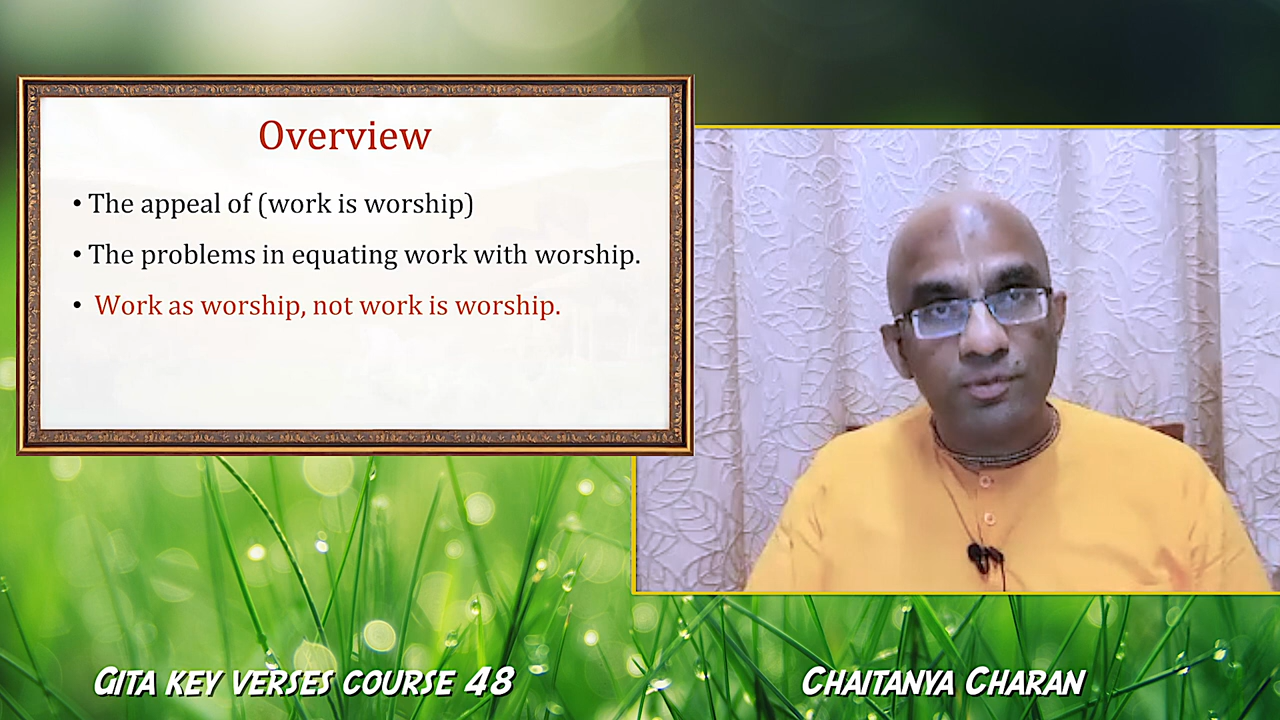 Overview
• The appeal of (work is worship)
• The problems in equating work with worship.
• Work as worship, not work is worship.
GITA KEY VERSES COURSE 48
CHAITANYA CHARAN